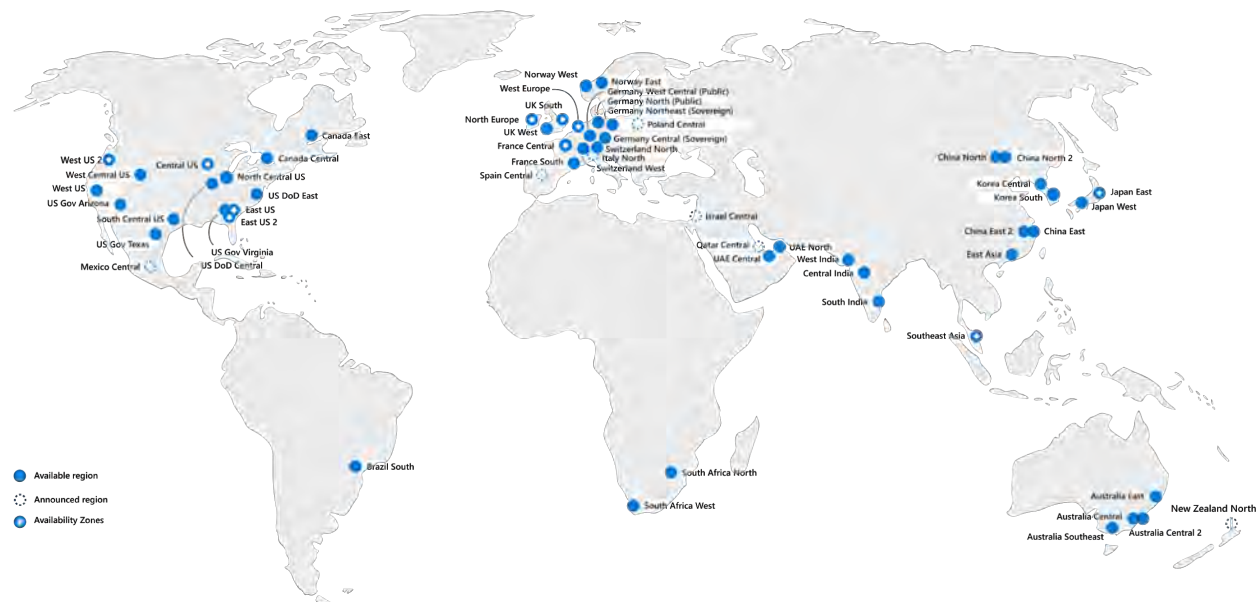 Norway West
Norway East
West Europe
Germany West Central (Public)
Germany North (Public)
UK South
Germany Northeast (Sovereign)
North Europe
Poland Central
UK West
Germany Central (Sovereign)
France Central
Switzerland North
Italy North
France South
Switzerland West
Spain Central
Canada East
West US 2
Central US
Canada Central
West Central US
North Central US
West US
US DoD East
US Gov Arizona
East US
South Central US
East US 2
US Gov Texas
US Gov Virginia
US DoD Central
Mexico Central
Israel Central
Qatar Central
UAE North
UAE Central
West India
Central India
South India
China North
China North 2
Korea Central
Korea South
Japan East
Japan West
China East 2
China East
East Asia
Southeast Asia
Brazil South
South Africa North
South Africa West
Australia East
Australia Central
New Zealand North
Australia Southeast
Australia Central 2
Available region
Announced region
Availability Zones